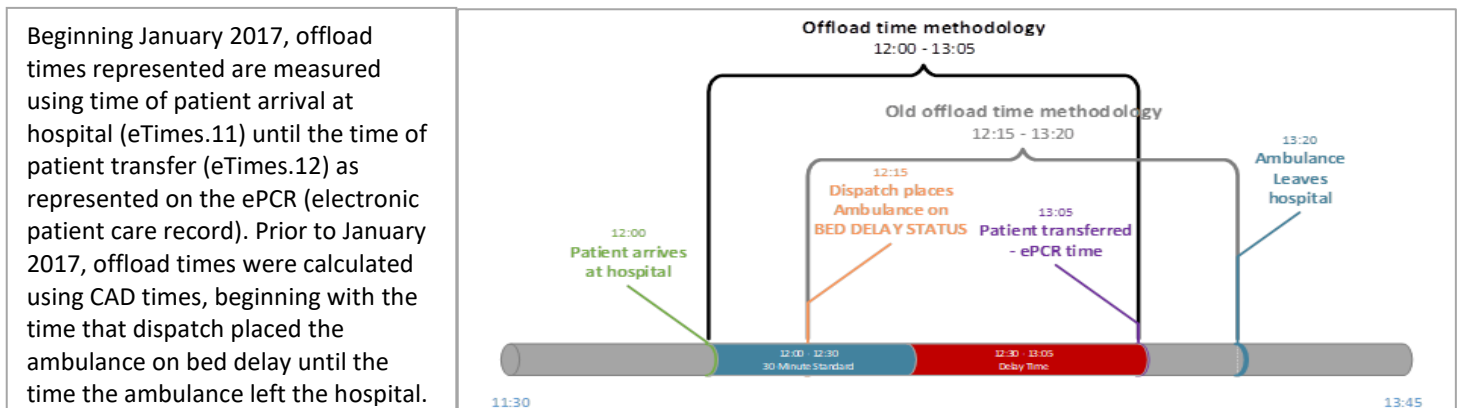 Beginning January 2017, offload
times represented are measured
using time of patient arrival at
hospital (eTimes.11) until the time of
patient transfer (eTimes.12) as
represented on the ePCR (electronic
patient care record). Prior to January
2017, offload times were calculated
using CAD times, beginning with the
time that dispatch placed the
ambulance on bed delay until the
time the ambulance left the hospital.
Offload time methodology
12:00 - 13:05
Old offload time methodology
12:15 - 13:20
13:20
Ambulance
Leaves
hospital
12:15
Dispatch places
Ambulance on
BED DELAY STATUS
13:05
Patient transferred
- ePCR time
12:00
Patient arrives
at hospital
12:00 - 12:30
30 Minute Standard
12:30 - 13:05
Delay Time
11:30
13:45